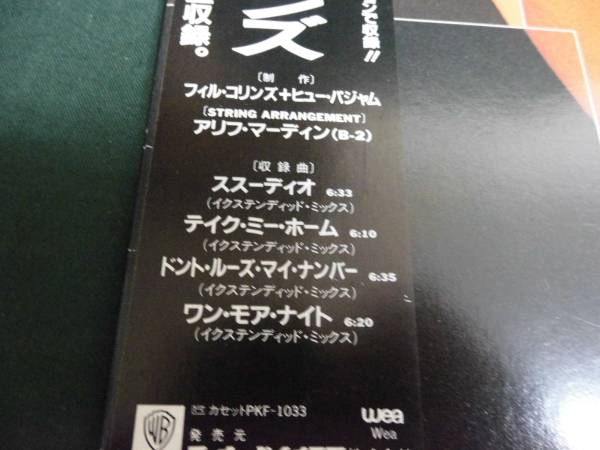 ンで収録!!
収録。
ンズ
〔制 作〕
フィル・コリンズ+ヒュー・パジャム
〔STRING ARRANGEMENT〕
アリフ・マーディン(B-2)
〔収 録 曲〕
ススーディオ 6:33
(イクステンディッド・ミックス)
テイク・ミー・ホーム 6:10
(イクステンディッド・ミックス)
ドント・ルーズ・マイ・ナンバー 6:35
(イクステンディッド・ミックス)
ワン・モア・ナイト 6:20
(イクステンディッド・ミックス)
カセットPKF-1033
wea
WB
発 売 元
Wea